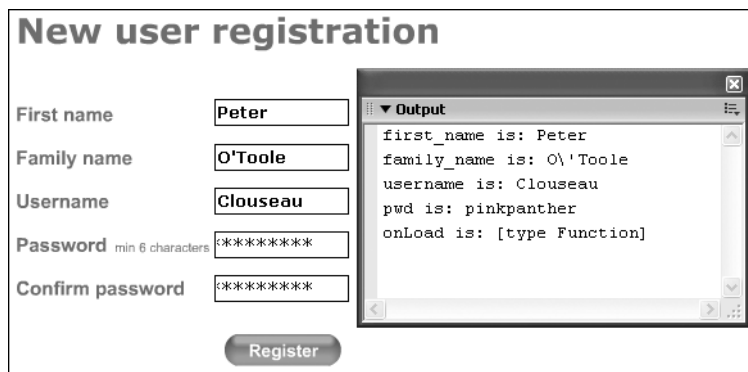 New user registration
First name
Peter
Family name
O'Toole
Username
Clouseau
Password min 6 characters
********
Confirm password
********
Register
Output
first_name is: Peter
family_name is: O\'Toole
username is: Clouseau
pwd is: pinkpanther
onLoad is: [type Function]